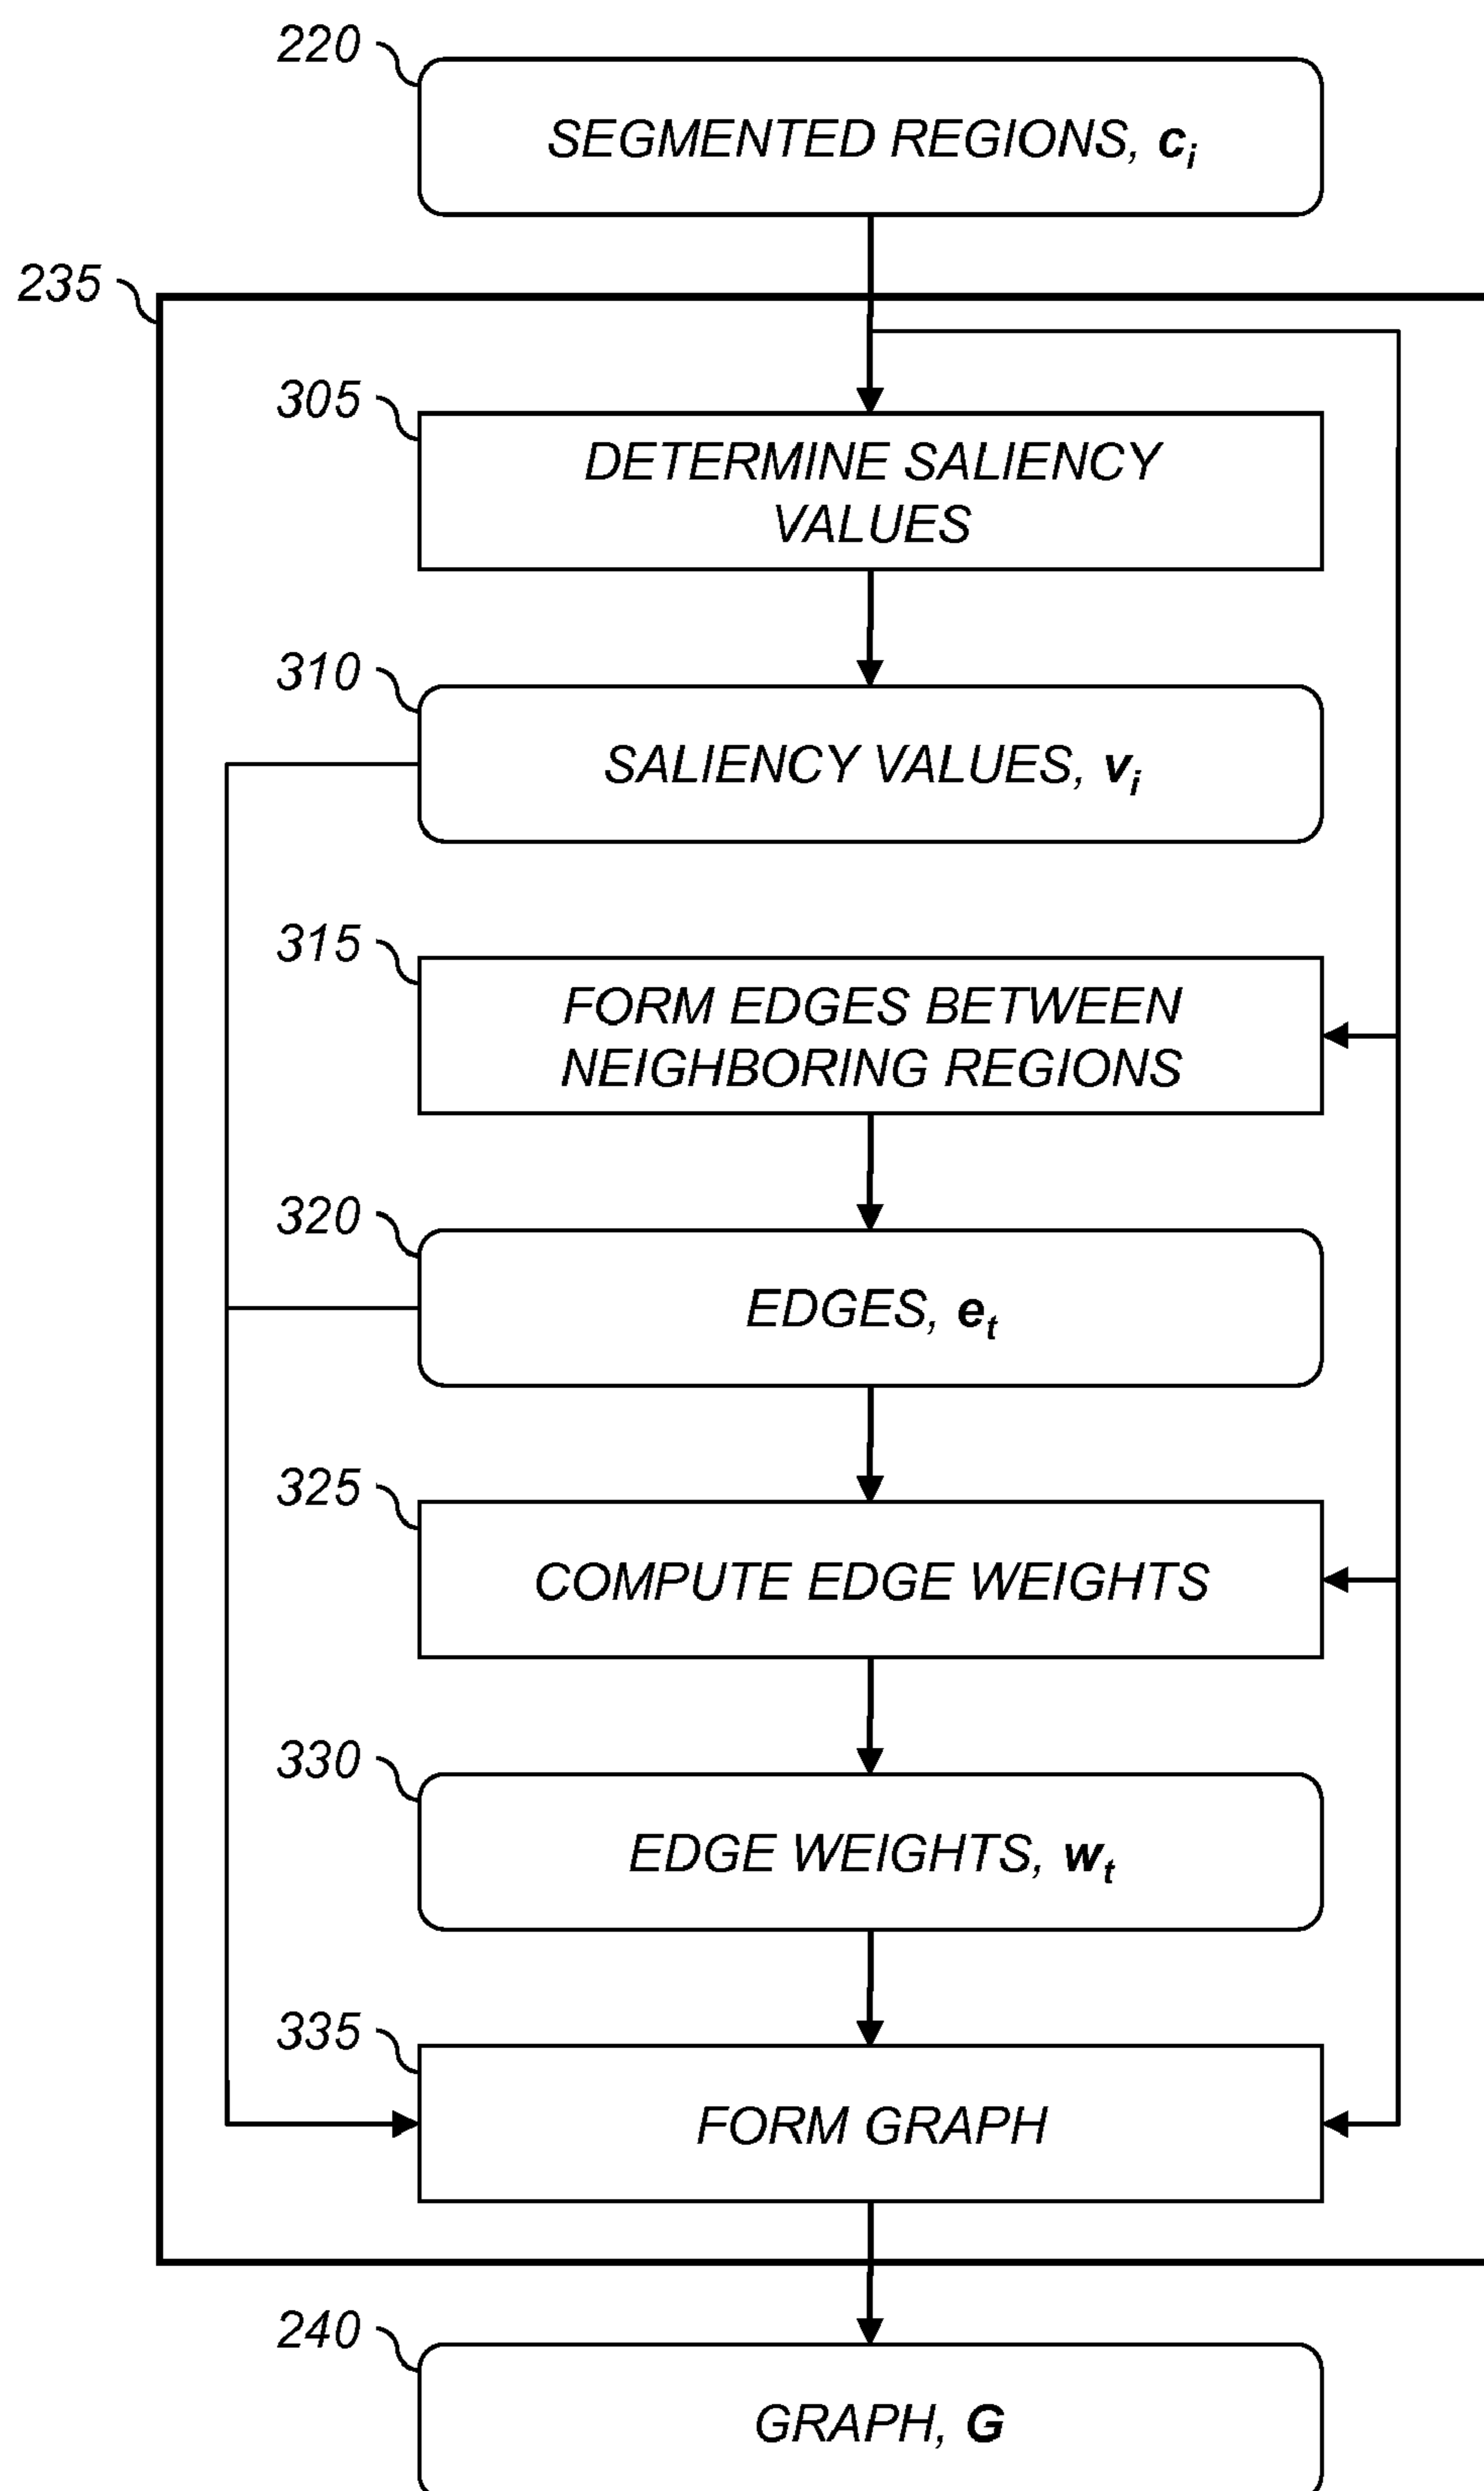 220
SEGMENTED REGIONS, ci
235
305
DETERMINE SALIENCY
VALUES
310
SALIENCY VALUES, vi
315
FORM EDGES BETWEEN
NEIGHBORING REGIONS
320
EDGES, et
325
COMPUTE EDGE WEIGHTS
330
EDGE WEIGHTS, wt
335
FORM GRAPH
240
GRAPH, G